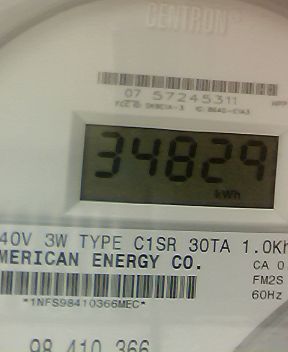 CENTRON
07 57245311
34829
kWh
40V 3W TYPE C1SR 30TA 1.0Kh
MERICAN ENERGY CO.
CA 0
FM2S
60Hz
*1NFS98410366MEC*
98 410 366